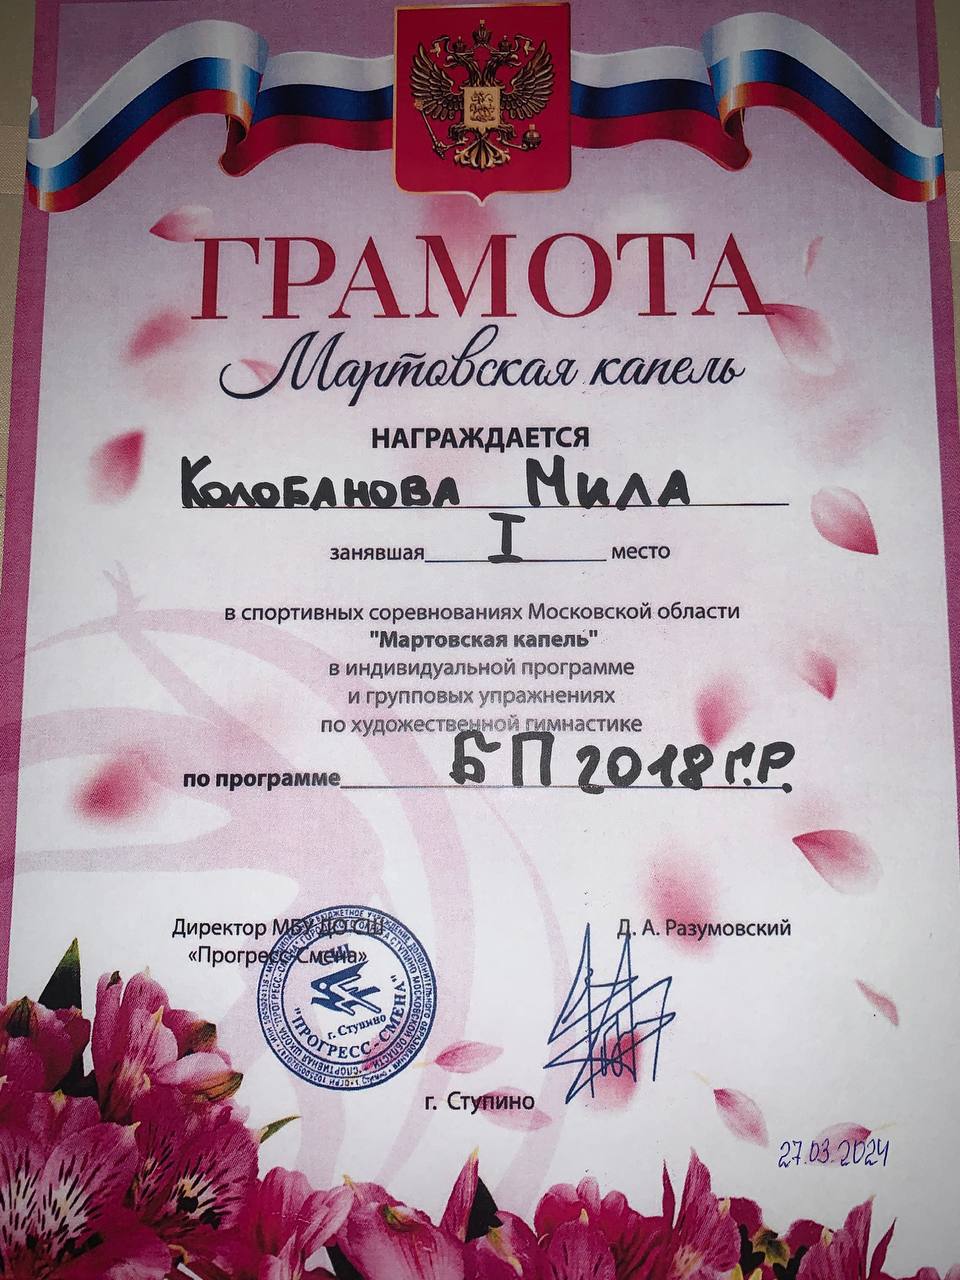 ГРАМОТА
Мартовская капель
НАГРАЖДАЕТСЯ
Колобанова Мила
занявшая I место
в спортивных соревнованиях Московской области
"Мартовская капель"
в индивидуальной программе
и групповых упражнениях
по художественной гимнастике
по программе БП 2018 г.р.
Директор МБУ ДО СШ Д. А. Разумовский
«Прогресс-Смена»
г. Ступино
"ПРОГРЕСС-СМЕНА"
г. Ступино
27.03.2024